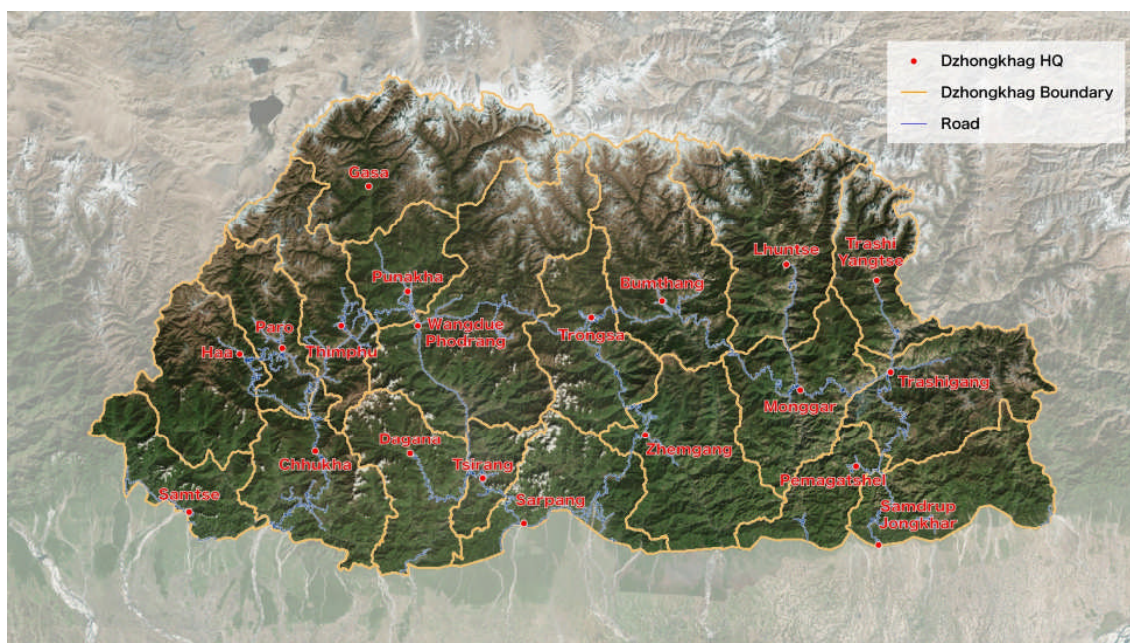 Dzhongkhag HQ
Dzhongkhag Boundary
Road
Gasa
Lhuntse
Trashi
Yangtse
Punakha
Bumthang
Paro
Haa
Thimphu
Wangdue
Phodrang
Trongsa
Trashigang
Monggar
Dagana
Zhemgang
Chhukha
Tsirang
Pemagatshel
Samtse
Sarpang
Samdrup
Jongkhar